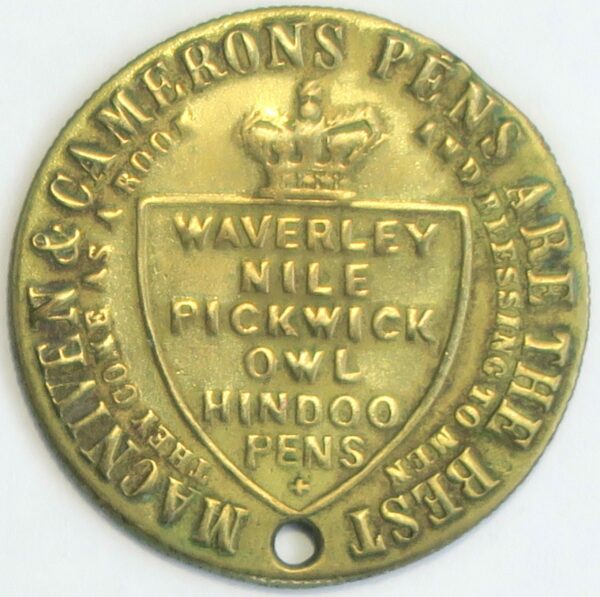 MACNIVEN & CAMERONS PENS ARE THE BEST
THEY COME AS A BOON
AND BLESSING TO MEN
WAVERLEY
NILE
PICKWICK
OWL
HINDOO
PENS
+